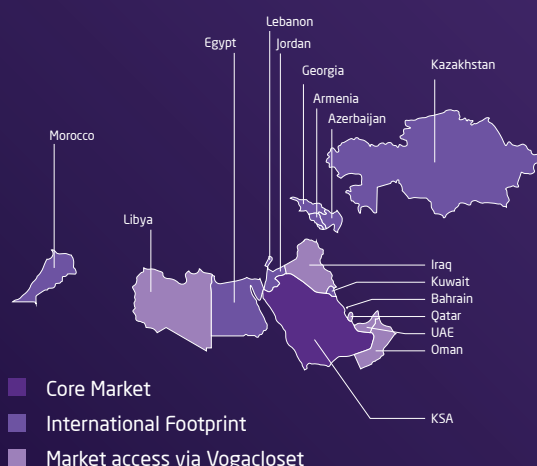 Lebanon
Egypt
Jordan
Georgia
Kazakhstan
Armenia
Azerbaijan
Morocco
Libya
Iraq
Kuwait
Bahrain
Qatar
UAE
Oman
KSA
Core Market
International Footprint
Market access via Vogacloset